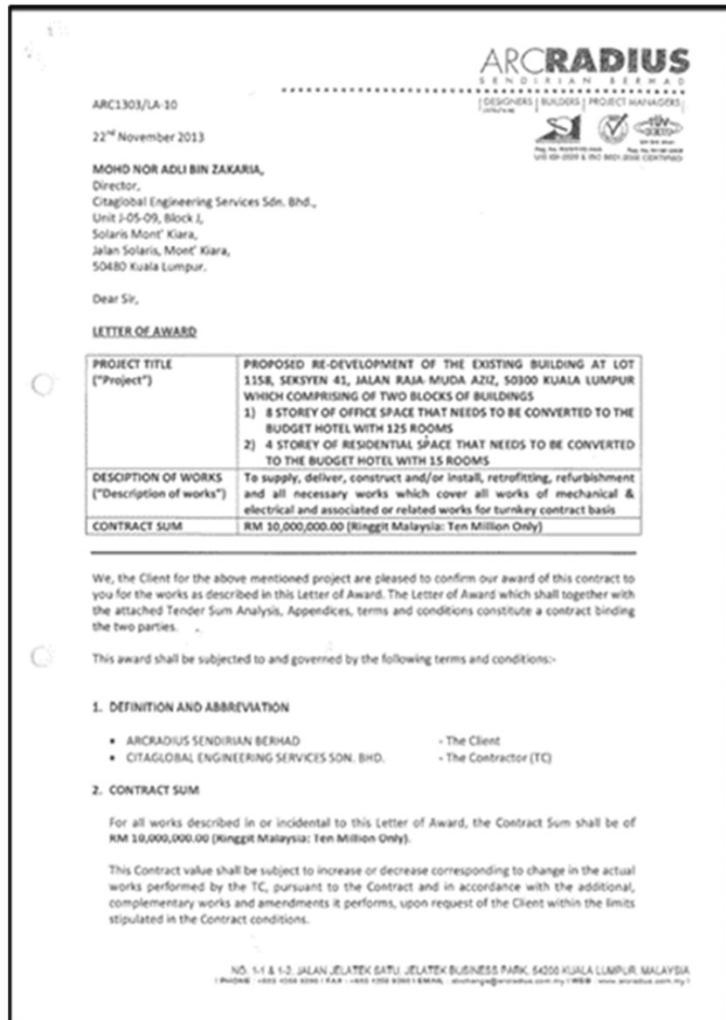 ARCRADIUS
SENDIRIAN BERHAD
| DESIGNERS | BUILDERS | PROJECT MANAGERS |
ARC1303/LA-10
22nd November 2013
MOHD NOR ADLI BIN ZAKARIA,
Director,
Citaglobal Engineering Services Sdn. Bhd.,
Unit J-05-09, Block J,
Solaris Mont' Kiara,
Jalan Solaris, Mont' Kiara,
50480 Kuala Lumpur.
Dear Sir,
LETTER OF AWARD
PROJECT TITLE
("Project")
PROPOSED RE-DEVELOPMENT OF THE EXISTING BUILDING AT LOT
1158, SEKSYEN 41, JALAN RAJA MUDA AZIZ, 50300 KUALA LUMPUR
WHICH COMPRISING OF TWO BLOCKS OF BUILDINGS
1) 8 STOREY OF OFFICE SPACE THAT NEEDS TO BE CONVERTED TO THE
BUDGET HOTEL WITH 125 ROOMS
2) 4 STOREY OF RESIDENTIAL SPACE THAT NEEDS TO BE CONVERTED
TO THE BUDGET HOTEL WITH 15 ROOMS
DESCIPTION OF WORKS
("Description of works")
To supply, deliver, construct and/or install, retrofitting, refurbishment
and all necessary works which cover all works of mechanical &
electrical and associated or related works for turnkey contract basis
CONTRACT SUM
RM 10,000,000.00 (Ringgit Malaysia: Ten Million Only)
We, the Client for the above mentioned project are pleased to confirm our award of this contract to
you for the works as described in this Letter of Award. The Letter of Award which shall together with
the attached Tender Sum Analysis, Appendices, terms and conditions constitute a contract binding
the two parties.
This award shall be subjected to and governed by the following terms and conditions:-
1. DEFINITION AND ABBREVIATION
• ARCRADIUS SENDIRIAN BERHAD - The Client
• CITAGLOBAL ENGINEERING SERVICES SDN. BHD. - The Contractor (TC)
2. CONTRACT SUM
For all works described in or incidental to this Letter of Award, the Contract Sum shall be of
RM 10,000,000.00 (Ringgit Malaysia: Ten Million Only).
This Contract value shall be subject to increase or decrease corresponding to change in the actual
works performed by the TC, pursuant to the Contract and in accordance with the additional,
complementary works and amendments it performs, upon request of the Client within the limits
stipulated in the Contract conditions.
NO. 1-1 & 1-2, JALAN JELATEK SATU, JELATEK BUSINESS PARK, 54200 KUALA LUMPUR, MALAYSIA